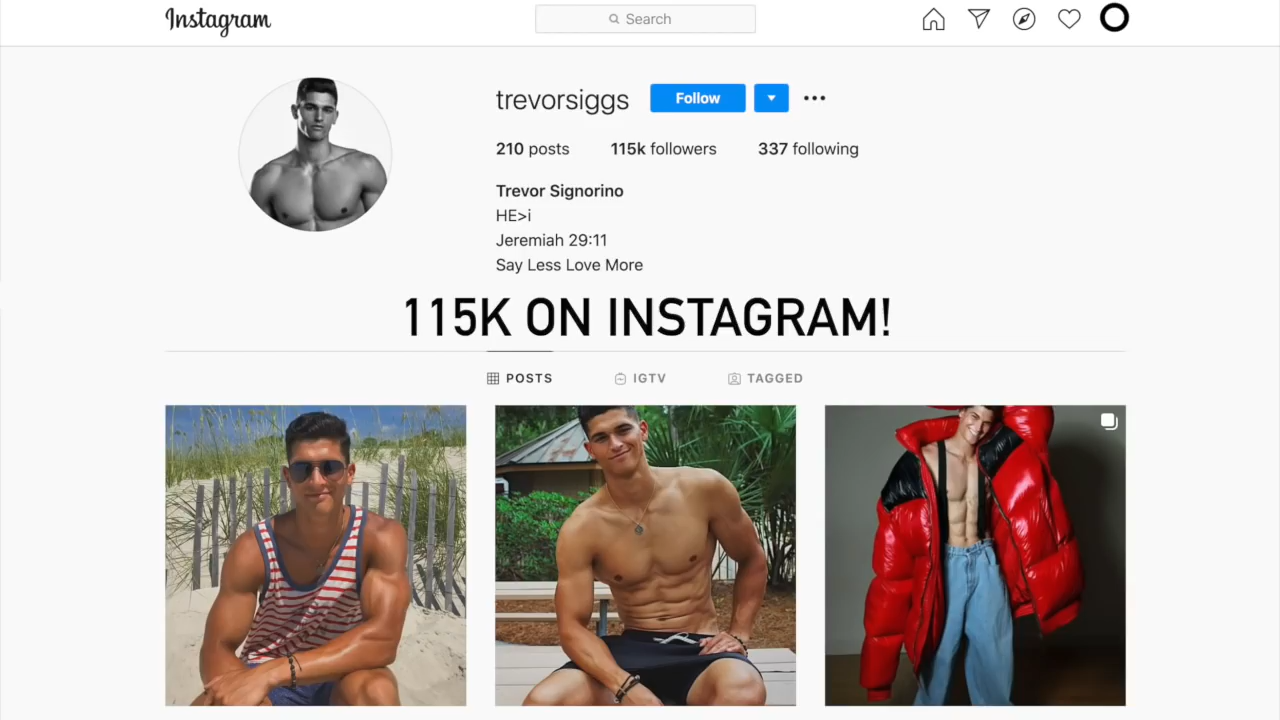 Instagram
Search
trevorsiggs Follow
210 posts 115k followers 337 following
Trevor Signorino
HE>i
Jeremiah 29:11
Say Less Love More
115K ON INSTAGRAM!
POSTS IGTV TAGGED